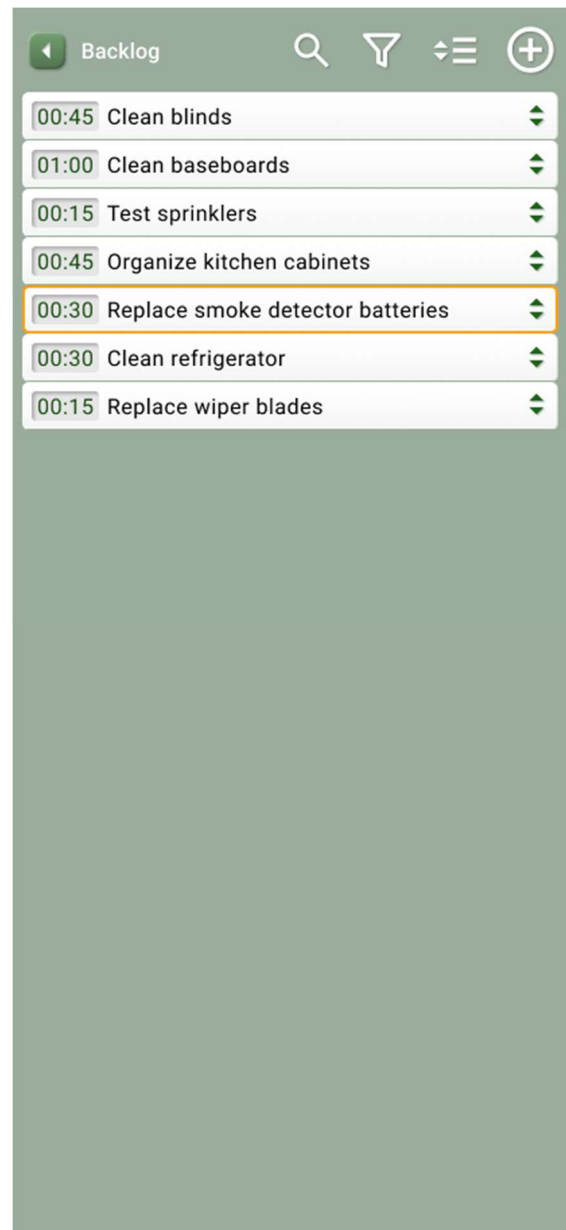 Backlog
00:45 Clean blinds
01:00 Clean baseboards
00:15 Test sprinklers
00:45 Organize kitchen cabinets
00:30 Replace smoke detector batteries
00:30 Clean refrigerator
00:15 Replace wiper blades